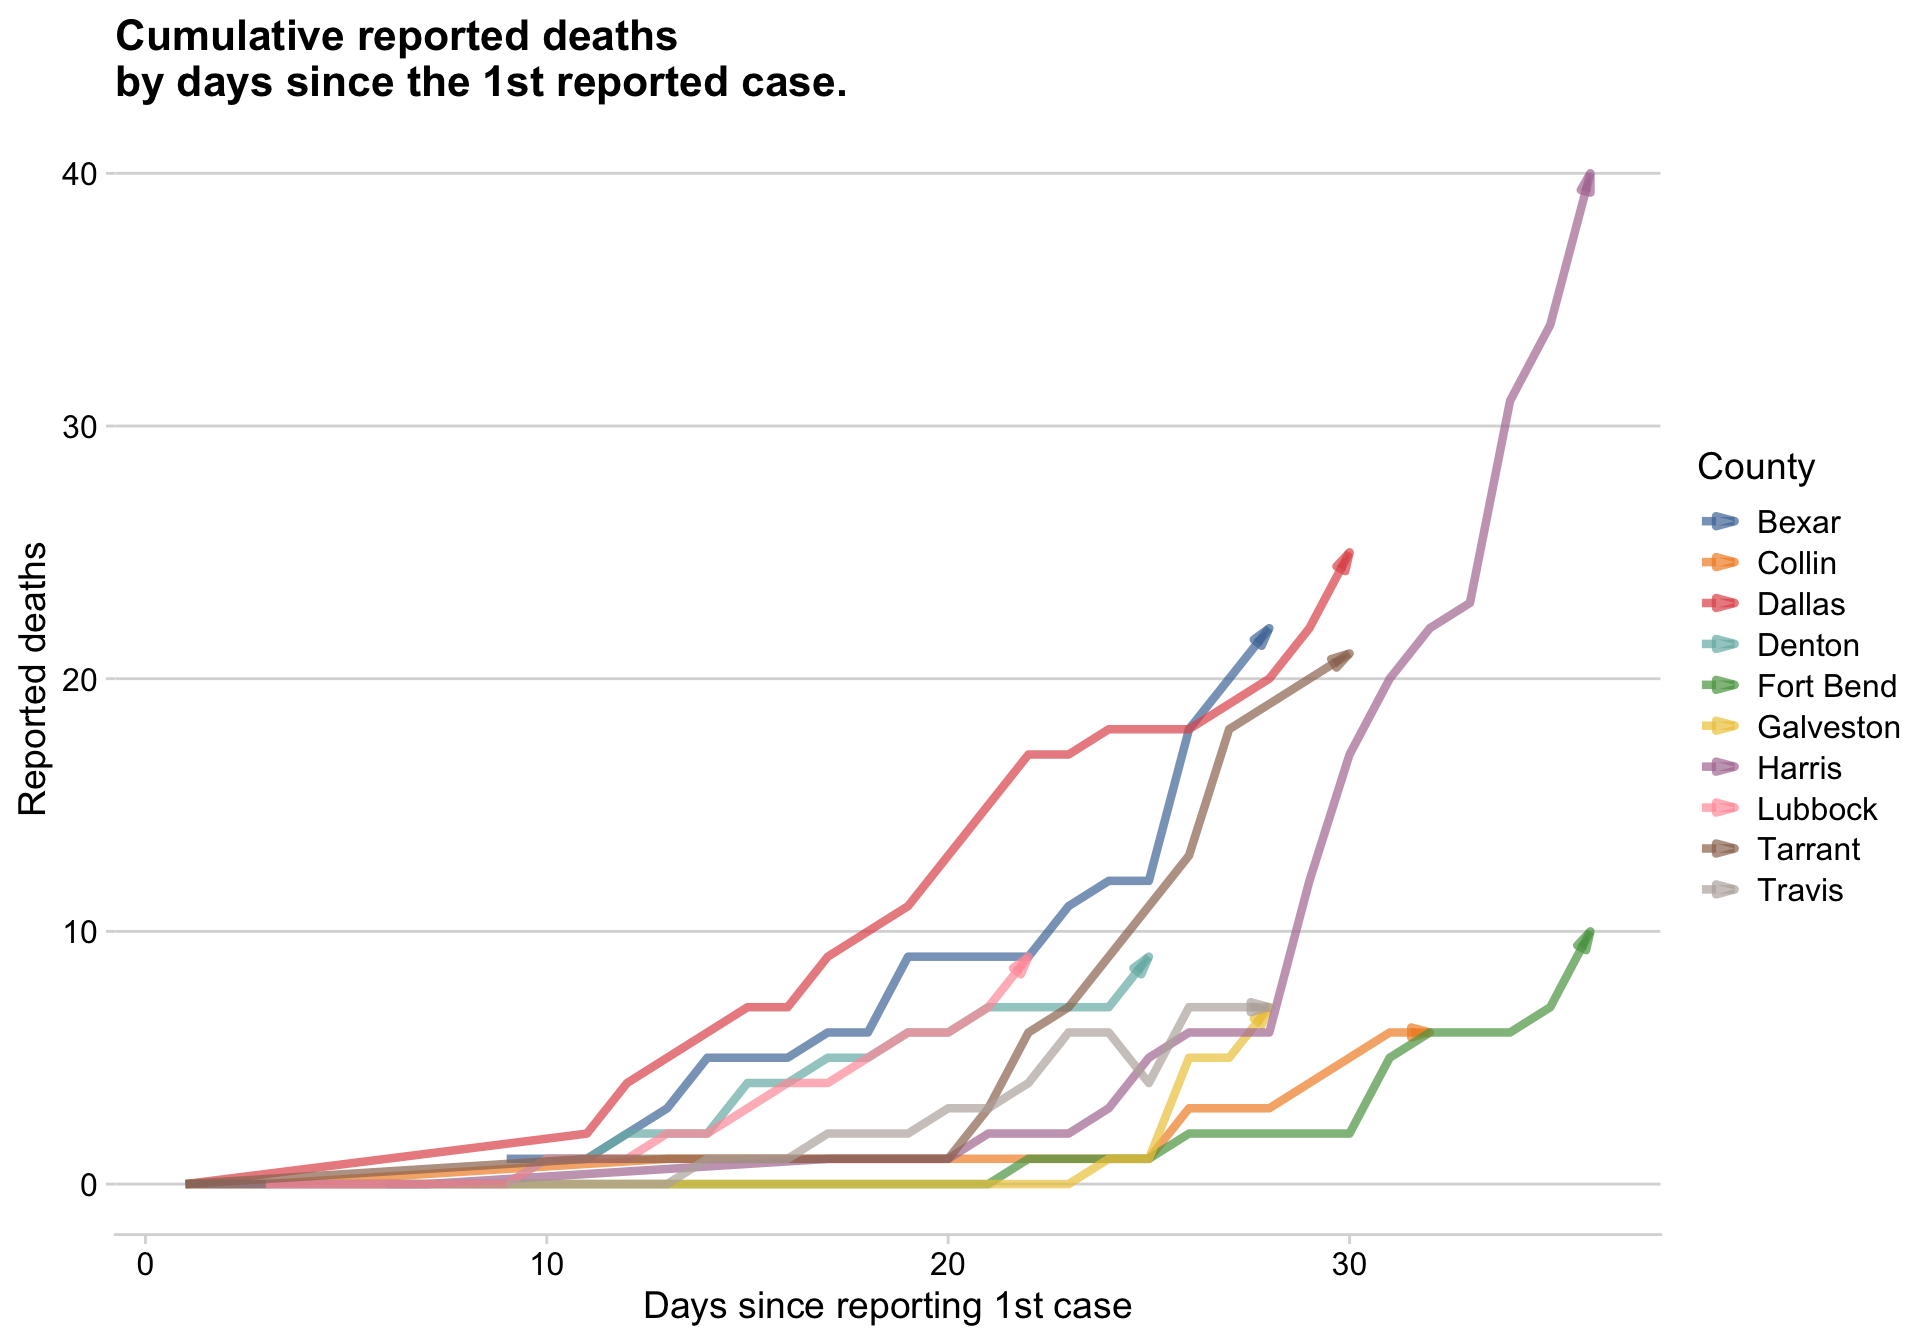 Cumulative reported deaths
by days since the 1st reported case.
40
30
20
10
0
Reported deaths
0 10 20 30
Days since reporting 1st case
County
Bexar
Collin
Dallas
Denton
Fort Bend
Galveston
Harris
Lubbock
Tarrant
Travis